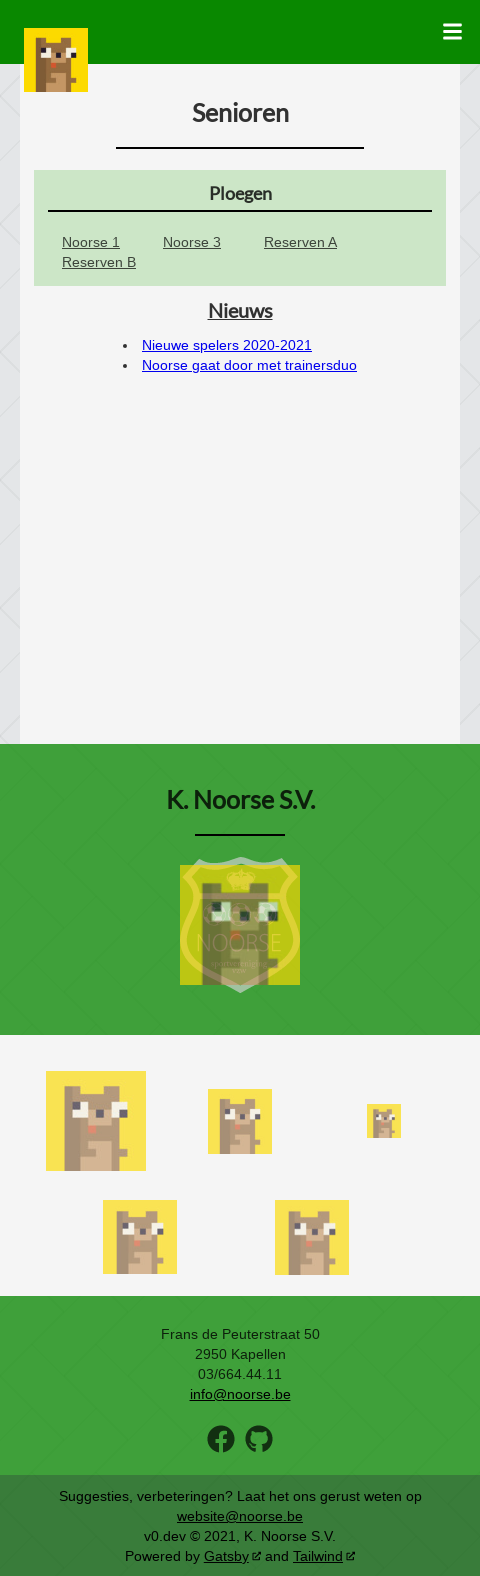 Senioren
Ploegen
Noorse 1 Noorse 3 Reserven A
Reserven B
Nieuws
Nieuwe spelers 2020-2021
Noorse gaat door met trainersduo
K. Noorse S.V.
NOORSE
Frans de Peuterstraat 50
2950 Kapellen
03/664.44.11
info@noorse.be
Suggesties, verbeteringen? Laat het ons gerust weten op
website@noorse.be
v0.dev © 2021, K. Noorse S.V.
Powered by Gatsby and Tailwind